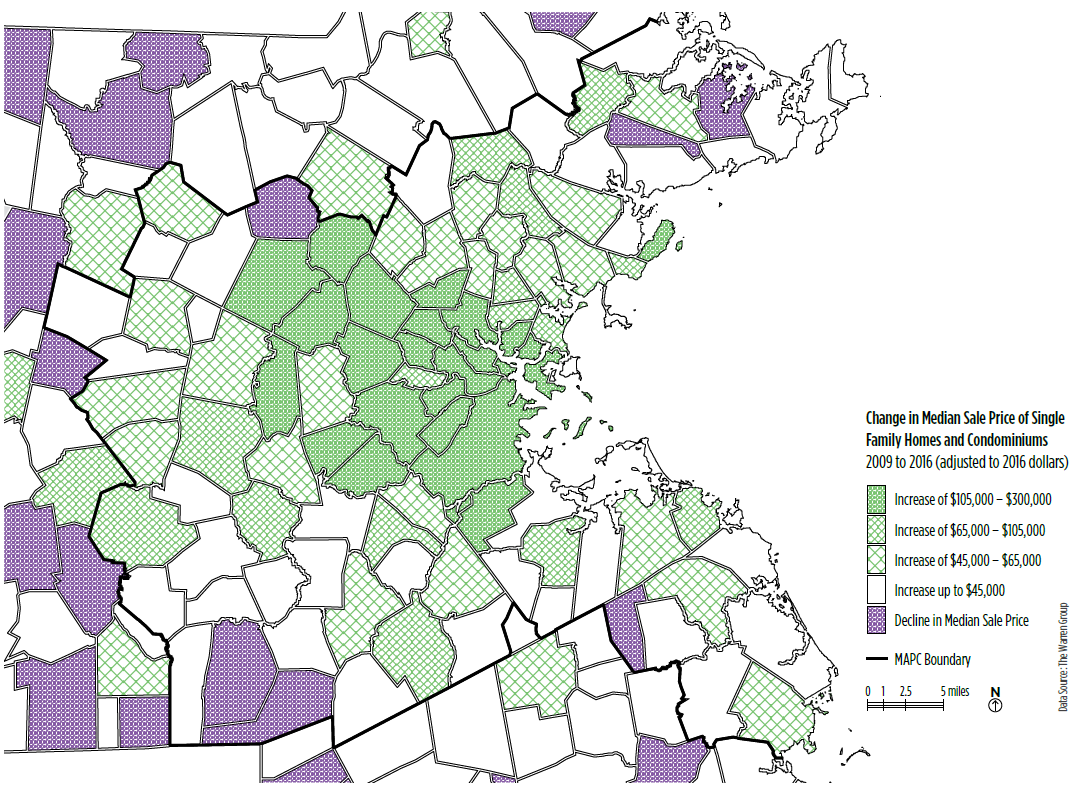 Change in Median Sale Price of Single
Family Homes and Condominiums
2009 to 2016 (adjusted to 2016 dollars)
Increase of $105,000 – $300,000
Increase of $65,000 – $105,000
Increase of $45,000 – $65,000
Increase up to $45,000
Decline in Median Sale Price
MAPC Boundary
0 1 2.5 5 miles
N
Data Source: The Warren Group